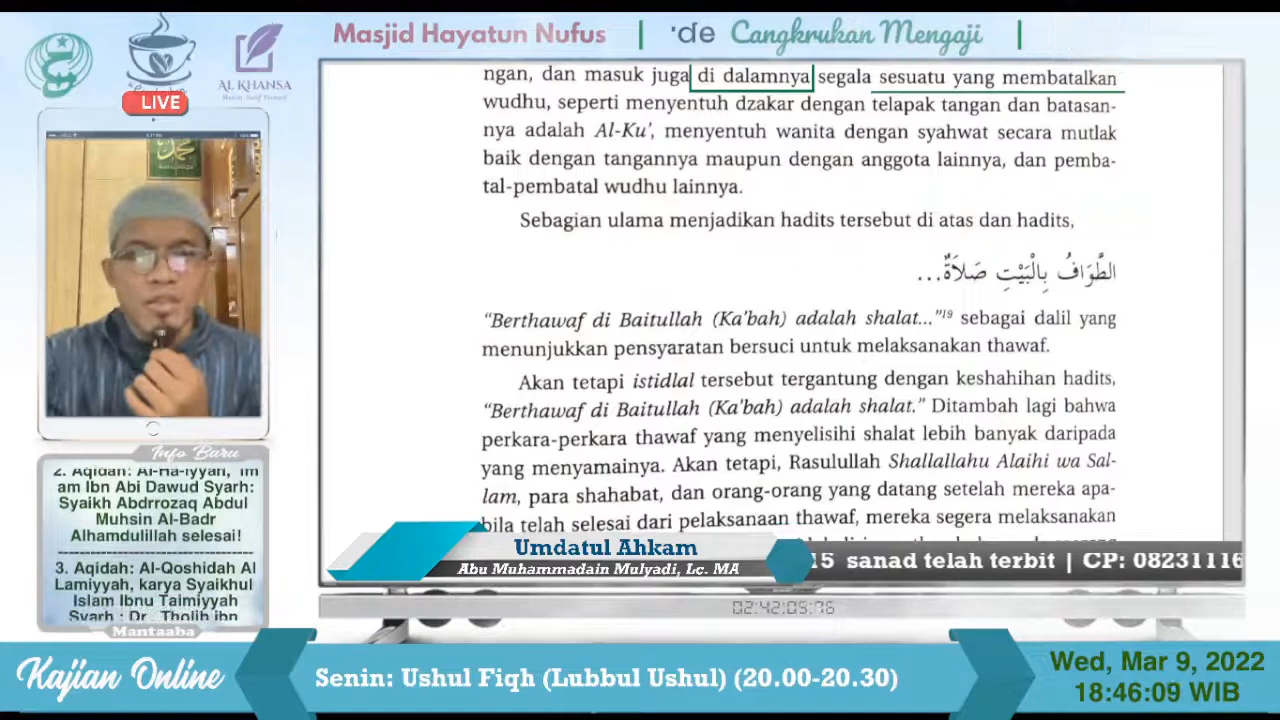 Masjid Hayatun Nufus | 'de Cangkrukan Mengaji |
AL KHANSA
LIVE
ngan, dan masuk juga di dalamnya segala sesuatu yang membatalkan
wudhu, seperti menyentuh dzakar dengan telapak tangan dan batasan-
nya adalah Al-Ku', menyentuh wanita dengan syahwat secara mutlak
baik dengan tangannya maupun dengan anggota lainnya, dan pemba-
tal-pembatal wudhu lainnya.
Sebagian ulama menjadikan hadits tersebut di atas dan hadits,
الطَّوَافُ بِالْبَيْتِ صَلاَةٌ...
"Berthawaf di Baitullah (Ka'bah) adalah shalat..."19 sebagai dalil yang
menunjukkan pensyaratan bersuci untuk melaksanakan thawaf.
Akan tetapi istidlal tersebut tergantung dengan keshahihan hadits,
"Berthawaf di Baitullah (Ka'bah) adalah shalat." Ditambah lagi bahwa
perkara-perkara thawaf yang menyelisihi shalat lebih banyak daripada
yang menyamainya. Akan tetapi, Rasulullah Shallallahu Alaihi wa Sal-
lam, para shahabat, dan orang-orang yang datang setelah mereka apa-
bila telah selesai dari pelaksanaan thawaf, mereka segera melaksanakan
Info Baru
2. Aqidah: Al-Ha-iyyah, Im
am Ibn Abi Dawud Syarh:
Syaikh Abdrrozaq Abdul
Muhsin Al-Badr
Alhamdulillah selesai!
3. Aqidah: Al-Qoshidah Al
Lamiyyah, karya Syaikhul
Islam Ibnu Taimiyyah
Syarh : Dr. Tholih ibn
Mantaaba
Umdatul Ahkam
Abu Muhammadain Mulyadi, Lc. MA
15 sanad telah terbit | CP: 08231116
02:42:05:76
Kajian Online
Senin: Ushul Fiqh (Lubbul Ushul) (20.00-20.30)
Wed, Mar 9, 2022
18:46:09 WIB